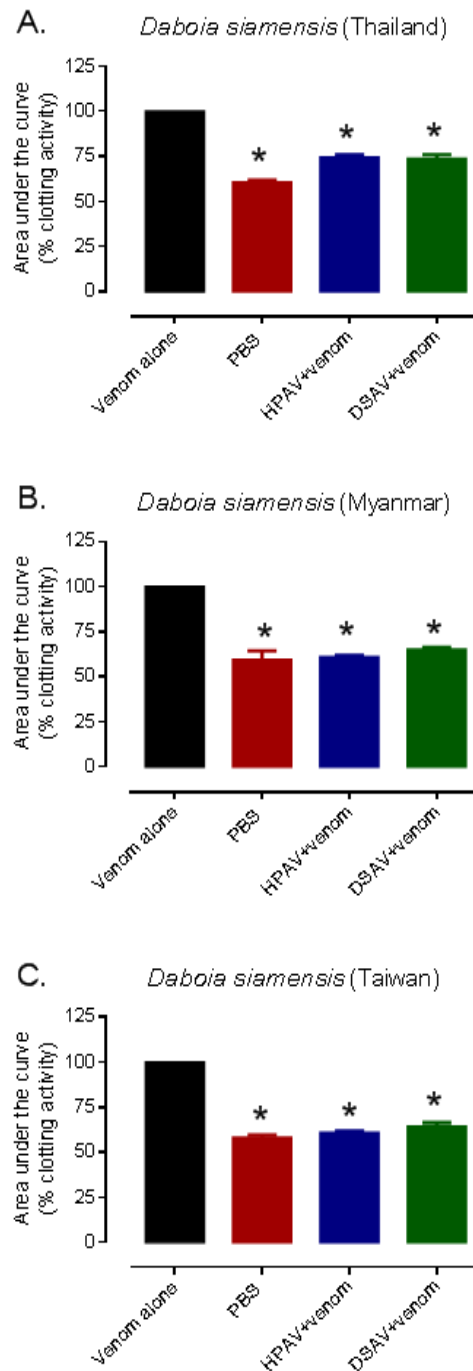 A.
Daboia siamensis (Thailand)
Area under the curve
(% clotting activity)
125
100
75
50
25
0
*
*
*
Venom alone
PBS
HPAV+venom
DSAV+venom
B.
Daboia siamensis (Myanmar)
Area under the curve
(% clotting activity)
125
100
75
50
25
0
*
*
*
Venom alone
PBS
HPAV+venom
DSAV+venom
C.
Daboia siamensis (Taiwan)
Area under the curve
(% clotting activity)
125
100
75
50
25
0
*
*
*
Venom alone
PBS
HPAV+venom
DSAV+venom